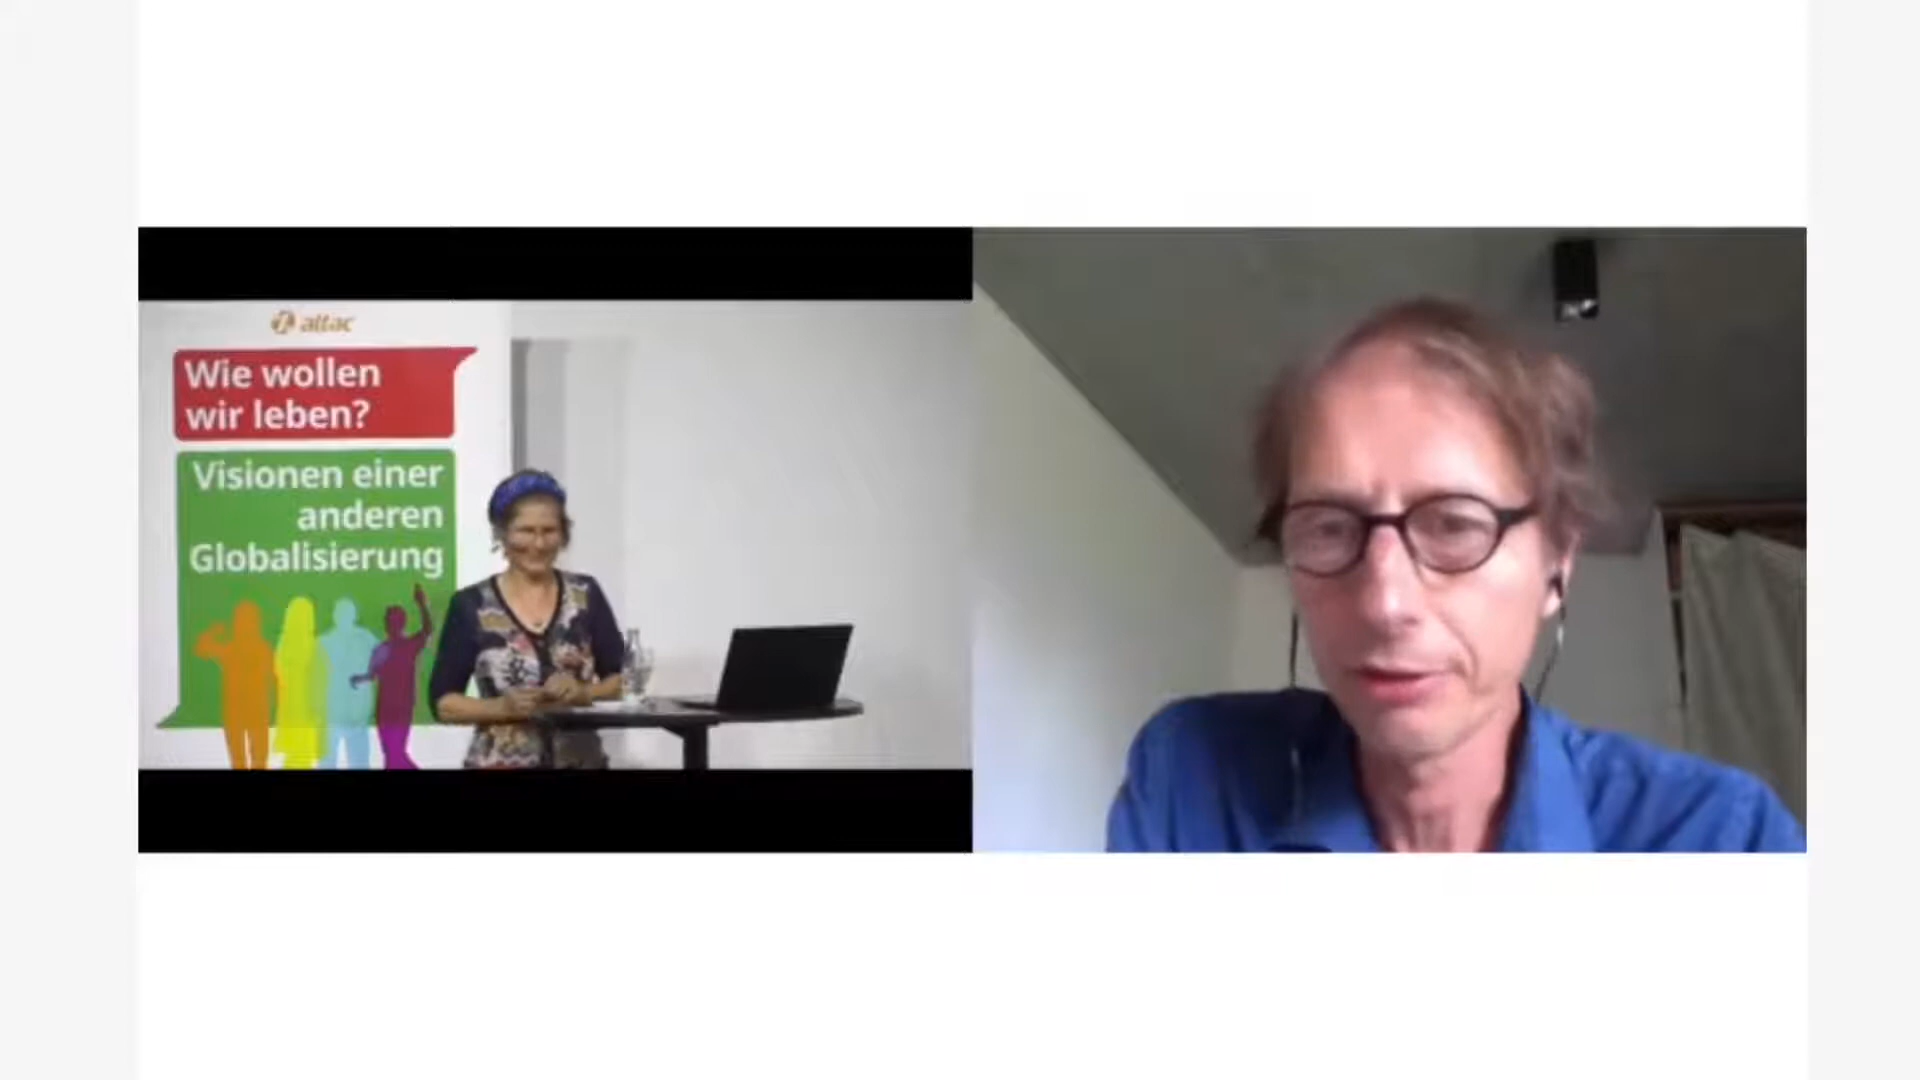 attac
Wie wollen
wir leben?
Visionen einer
anderen
Globalisierung